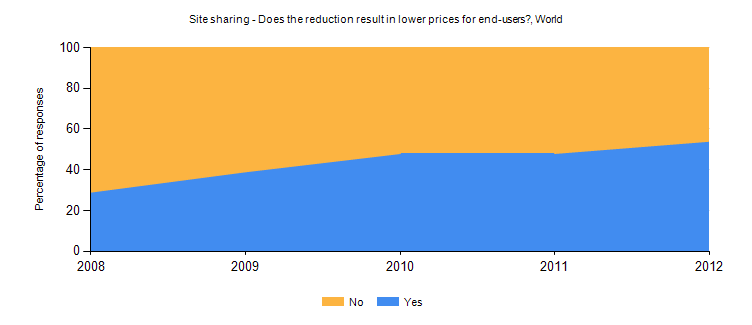 Site sharing - Does the reduction result in lower prices for end-users?, World
Percentage of responses
100
80
60
40
20
0
2008 2009 2010 2011 2012
No Yes